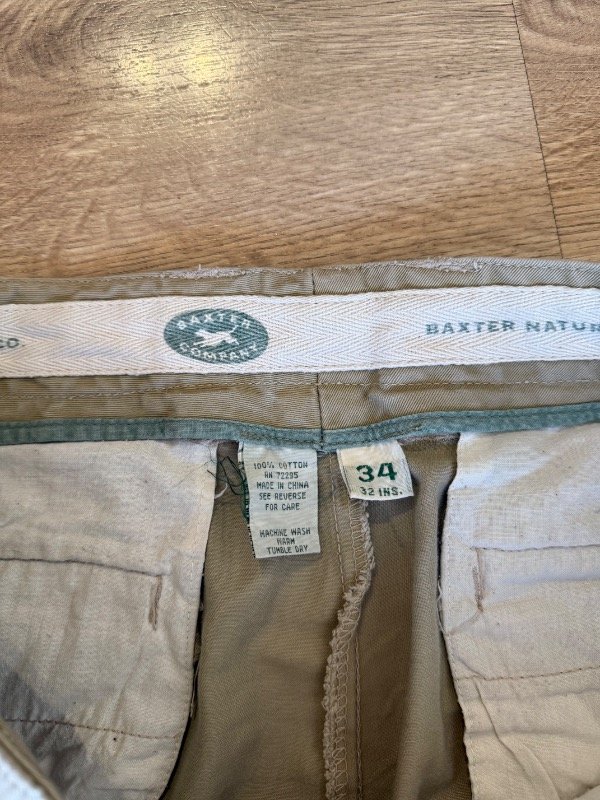 CO.
BAXTER
COMPANY
BAXTER NATUR
100% COTTON
RN 72295
MADE IN CHINA
SEE REVERSE
FOR CARE
MACHINE WASH
WARM
TUMBLE DRY
34
32 INS.